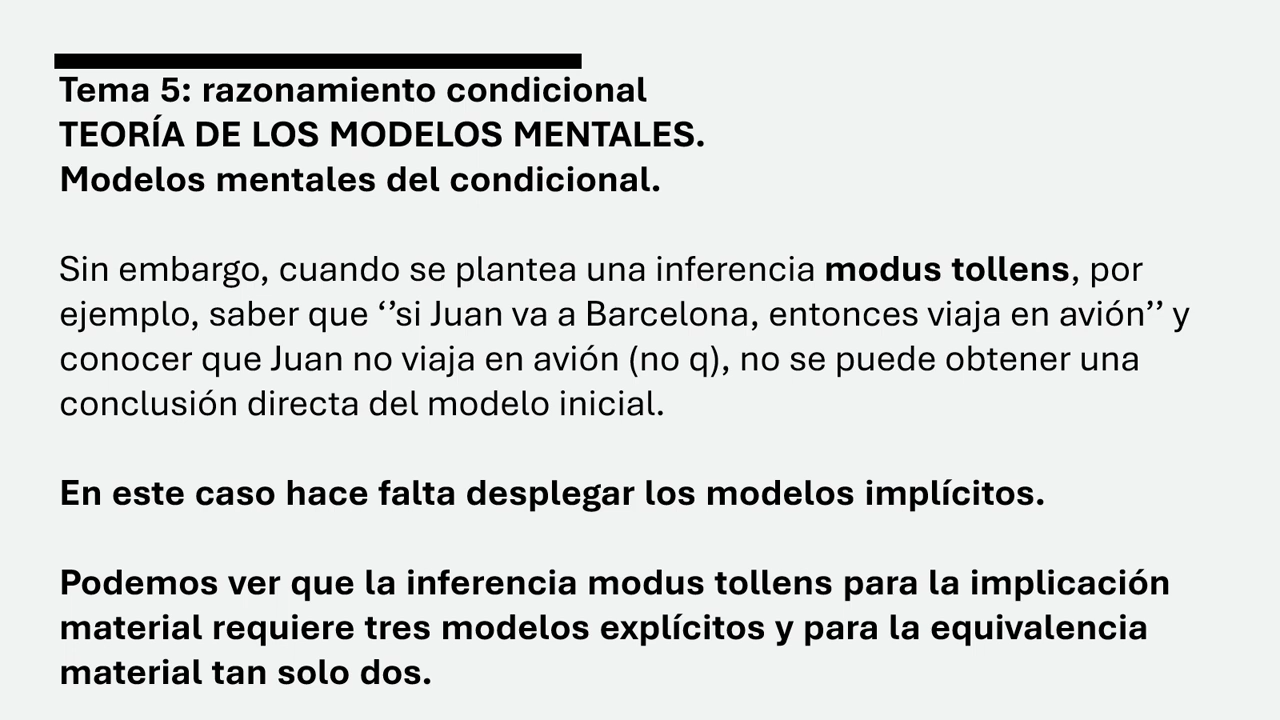 Tema 5: razonamiento condicional
TEORÍA DE LOS MODELOS MENTALES.
Modelos mentales del condicional.
Sin embargo, cuando se plantea una inferencia modus tollens, por
ejemplo, saber que ‘’si Juan va a Barcelona, entonces viaja en avión’’ y
conocer que Juan no viaja en avión (no q), no se puede obtener una
conclusión directa del modelo inicial.
En este caso hace falta desplegar los modelos implícitos.
Podemos ver que la inferencia modus tollens para la implicación
material requiere tres modelos explícitos y para la equivalencia
material tan solo dos.